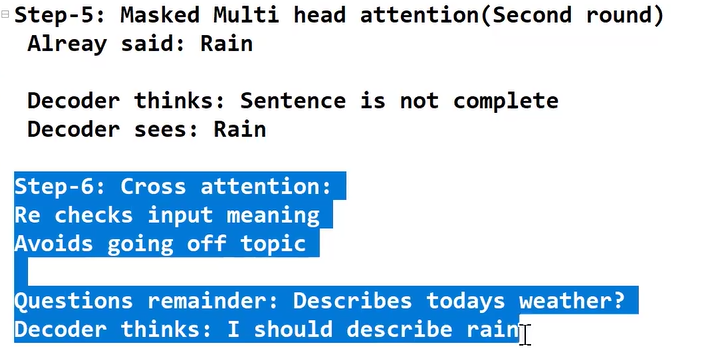 Step-5: Masked Multi head attention(Second round)
Alreay said: Rain
Decoder thinks: Sentence is not complete
Decoder sees: Rain
Step-6: Cross attention:
Re checks input meaning
Avoids going off topic
Questions remainder: Describes todays weather?
Decoder thinks: I should describe rain